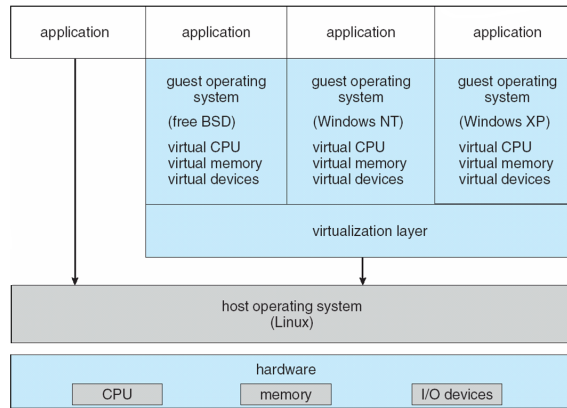 application
application
application
application
guest operating
system
(free BSD)
virtual CPU
virtual memory
virtual devices
guest operating
system
(Windows NT)
virtual CPU
virtual memory
virtual devices
guest operating
system
(Windows XP)
virtual CPU
virtual memory
virtual devices
virtualization layer
host operating system
(Linux)
hardware
CPU
memory
I/O devices